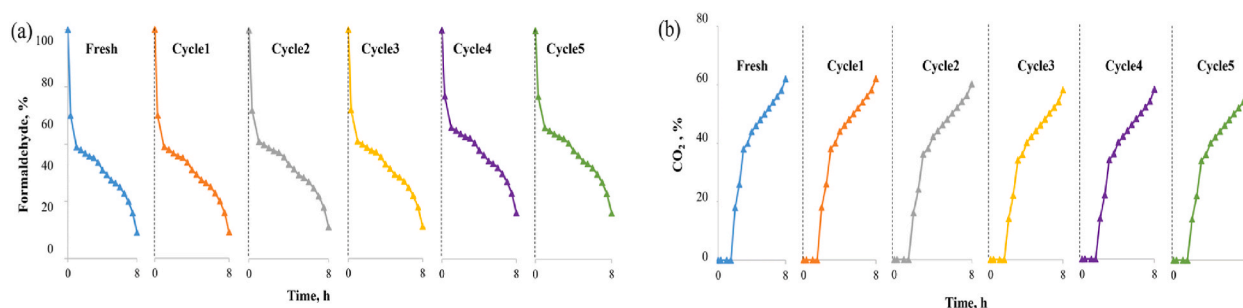 (a)
100
80
60
40
20
0
Formaldehyde, %
Fresh
Cycle1
Cycle2
Cycle3
Cycle4
Cycle5
0 8 0 8 0 8 0 8 0 8 0 8
Time, h
(b)
80
60
40
20
0
CO₂ , %
Fresh
Cycle1
Cycle2
Cycle3
Cycle4
Cycle5
0 8 0 8 0 8 0 8 0 8 0 8
Time, h